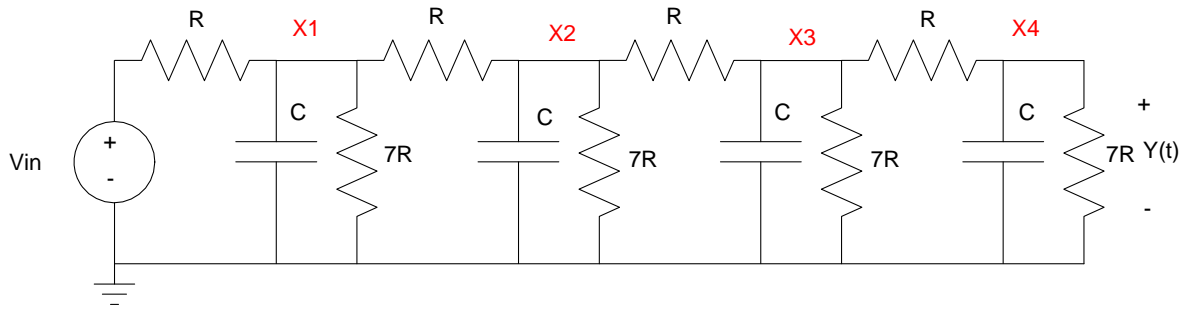 R R R R
X1 X2 X3 X4
C C C C
+ +
Vin 7R 7R 7R 7R Y(t)
- -